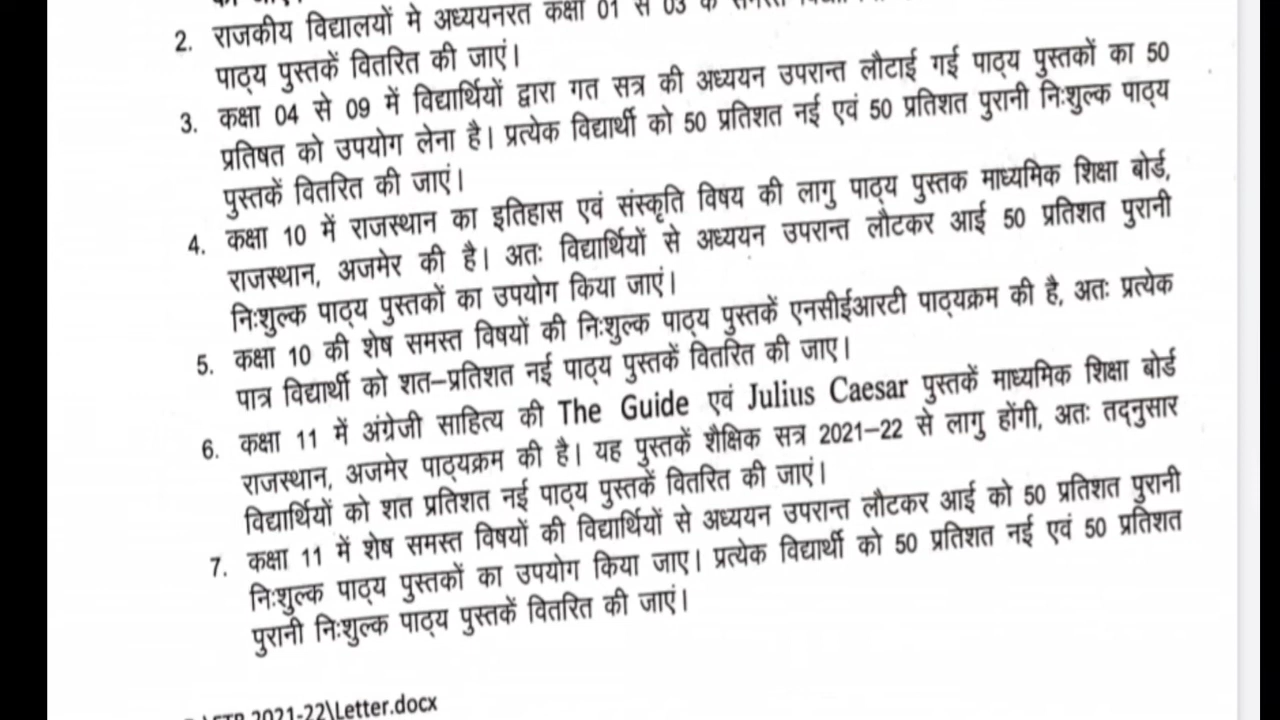 2. राजकीय विद्यालयों मे अध्ययनरत कक्षा 01 से 03 के समस्त
पाठ्य पुस्तकें वितरित की जाएं।
3. कक्षा 04 से 09 में विद्यार्थियों द्वारा गत सत्र की अध्ययन उपरान्त लौटाई गई पाठ्य पुस्तकों का 50
प्रतिषत को उपयोग लेना है। प्रत्येक विद्यार्थी को 50 प्रतिशत नई एवं 50 प्रतिशत पुरानी निःशुल्क पाठ्य
पुस्तकें वितरित की जाएं।
4. कक्षा 10 में राजस्थान का इतिहास एवं संस्कृति विषय की लागु पाठ्य पुस्तक माध्यमिक शिक्षा बोर्ड,
राजस्थान, अजमेर की है। अतः विद्यार्थियों से अध्ययन उपरान्त लौटकर आई 50 प्रतिशत पुरानी
निःशुल्क पाठ्य पुस्तकों का उपयोग किया जाएं।
5. कक्षा 10 की शेष समस्त विषयों की निःशुल्क पाठ्य पुस्तकें एनसीईआरटी पाठ्यक्रम की है, अतः प्रत्येक
पात्र विद्यार्थी को शत–प्रतिशत नई पाठ्य पुस्तकें वितरित की जाए।
6. कक्षा 11 में अंग्रेजी साहित्य की The Guide एवं Julius Caesar पुस्तकें माध्यमिक शिक्षा बोर्ड
राजस्थान, अजमेर पाठ्यक्रम की है। यह पुस्तकें शैक्षिक सत्र 2021–22 से लागु होंगी, अतः तद्नुसार
विद्यार्थियों को शत प्रतिशत नई पाठ्य पुस्तकें वितरित की जाएं।
7. कक्षा 11 में शेष समस्त विषयों की विद्यार्थियों से अध्ययन उपरान्त लौटकर आई को 50 प्रतिशत पुरानी
निःशुल्क पाठ्य पुस्तकों का उपयोग किया जाए। प्रत्येक विद्यार्थी को 50 प्रतिशत नई एवं 50 प्रतिशत
पुरानी निःशुल्क पाठ्य पुस्तकें वितरित की जाएं।
2021-22\Letter.docx